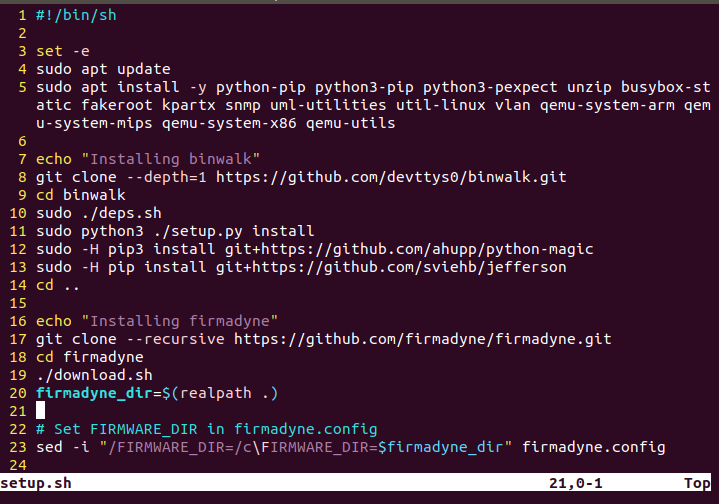 1 #!/bin/sh
2
3 set -e
4 sudo apt update
5 sudo apt install -y python-pip python3-pip python3-pexpect unzip busybox-st
atic fakeroot kpartx snmp uml-utilities util-linux vlan qemu-system-arm qem
u-system-mips qemu-system-x86 qemu-utils
6
7 echo "Installing binwalk"
8 git clone --depth=1 https://github.com/devttys0/binwalk.git
9 cd binwalk
10 sudo ./deps.sh
11 sudo python3 ./setup.py install
12 sudo -H pip3 install git+https://github.com/ahupp/python-magic
13 sudo -H pip install git+https://github.com/sviehb/jefferson
14 cd ..
15
16 echo "Installing firmadyne"
17 git clone --recursive https://github.com/firmadyne/firmadyne.git
18 cd firmadyne
19 ./download.sh
20 firmadyne_dir=$(realpath .)
21
22 # Set FIRMWARE_DIR in firmadyne.config
23 sed -i "/FIRMWARE_DIR=/c\FIRMWARE_DIR=$firmadyne_dir" firmadyne.config
24
setup.sh 21,0-1 Top